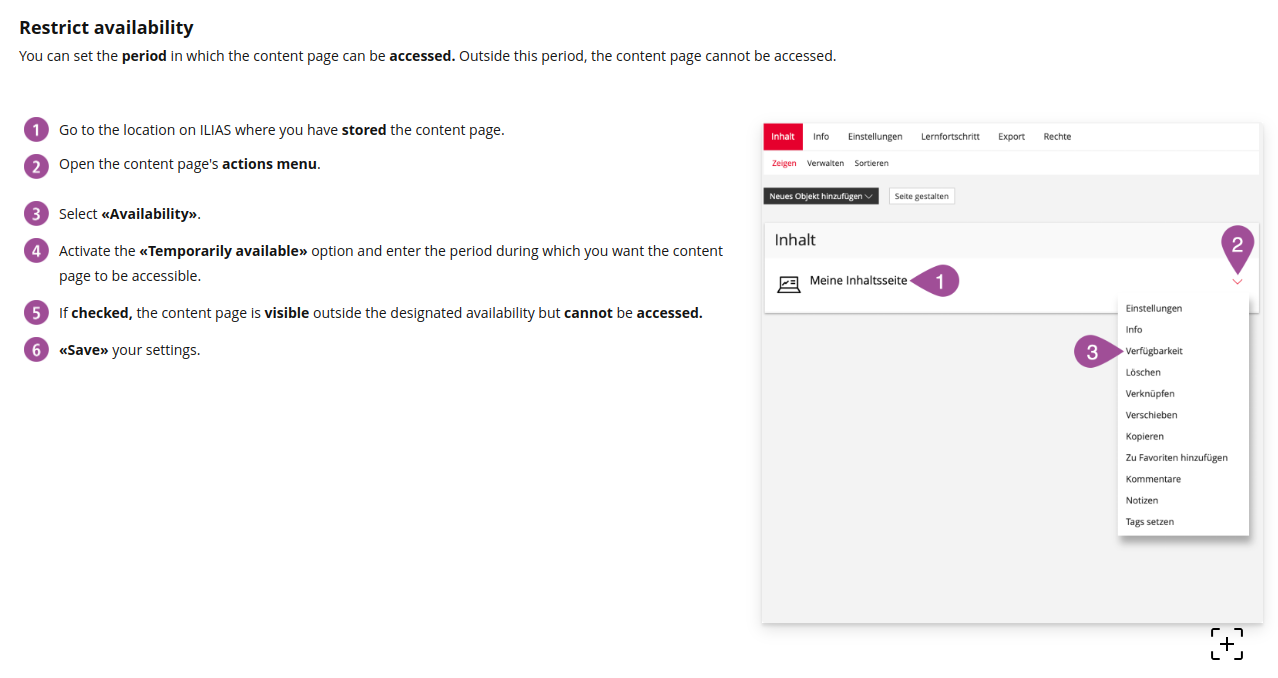 Restrict availability
You can set the period in which the content page can be accessed. Outside this period, the content page cannot be accessed.
1 Go to the location on ILIAS where you have stored the content page.
2 Open the content page's actions menu.
3 Select «Availability».
4 Activate the «Temporarily available» option and enter the period during which you want the content
page to be accessible.
5 If checked, the content page is visible outside the designated availability but cannot be accessed.
6 «Save» your settings.
Inhalt Info Einstellungen Lernfortschritt Export Rechte
Zeigen Verwalten Sortieren
Neues Objekt hinzufügen Seite gestalten
Inhalt
2
Meine Inhaltsseite 1
Einstellungen
Info
3 Verfügbarkeit
Löschen
Verknüpfen
Verschieben
Kopieren
Zu Favoriten hinzufügen
Kommentare
Notizen
Tags setzen